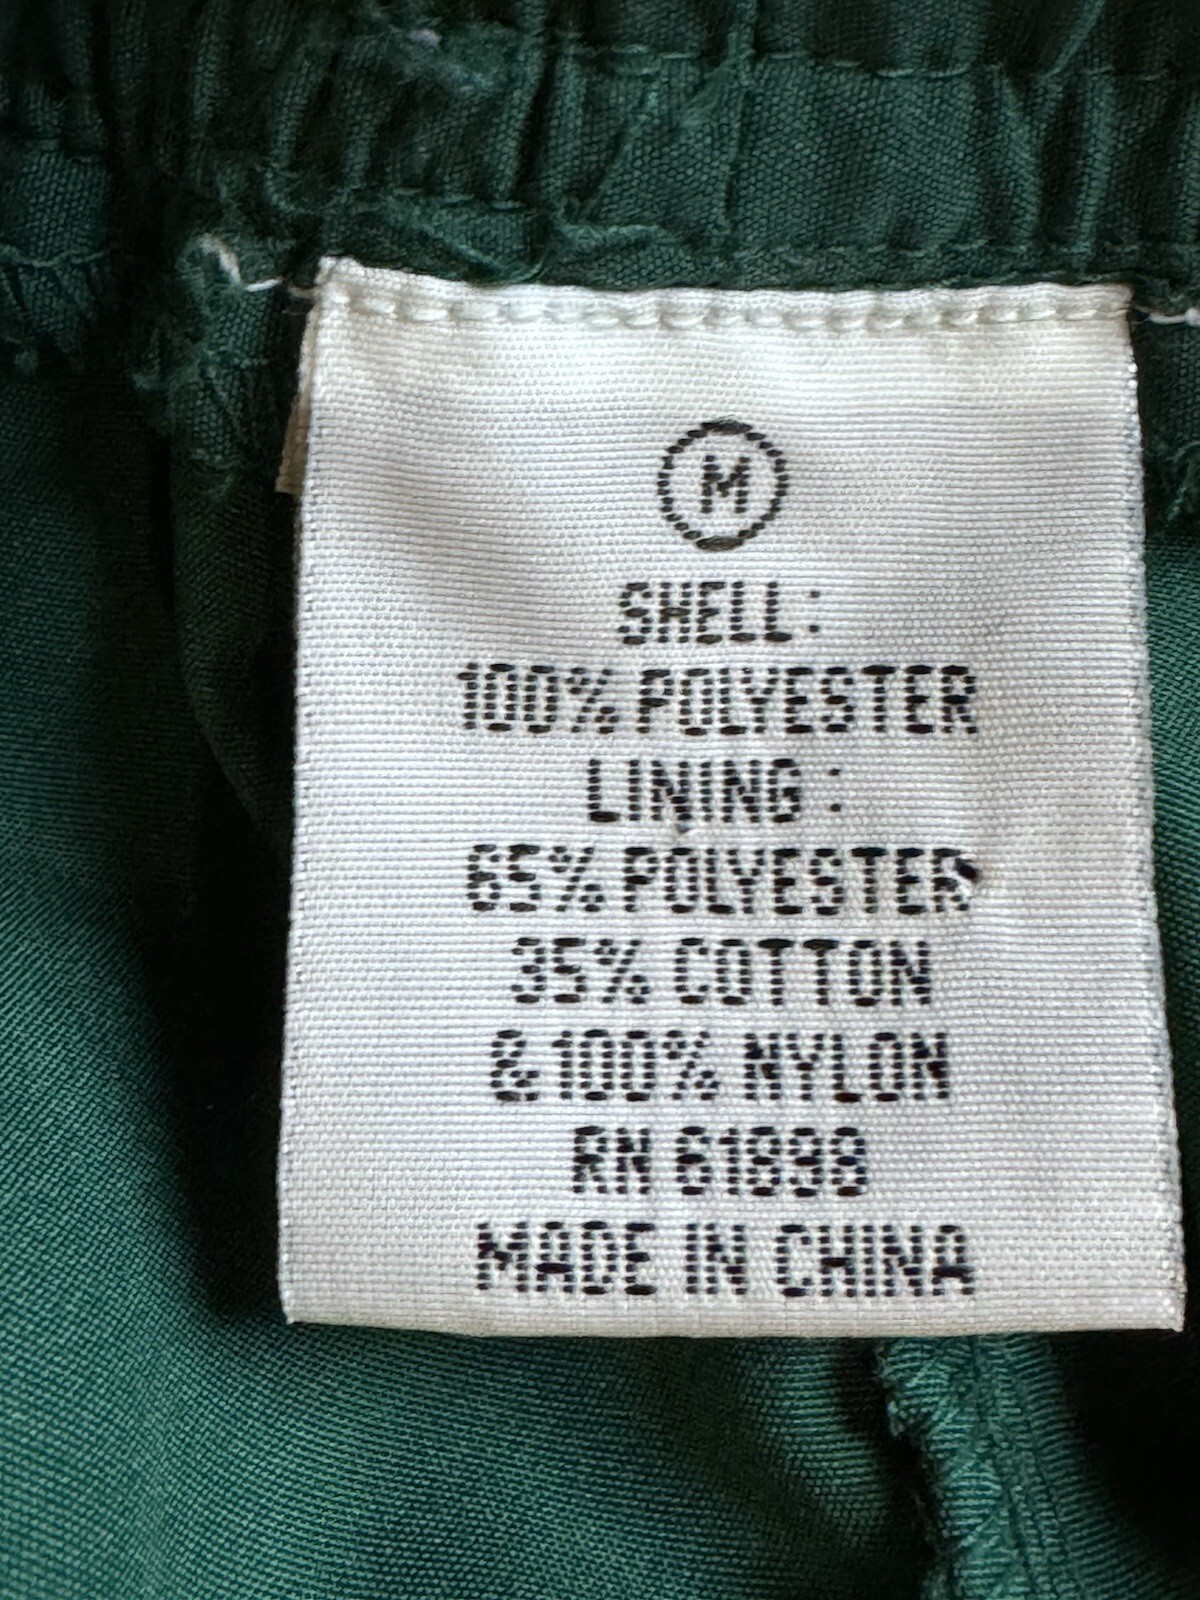 M
SHELL:
100% POLYESTER
LINING:
65% POLYESTER
35% COTTON
& 100% NYLON
RN 61898
MADE IN CHINA